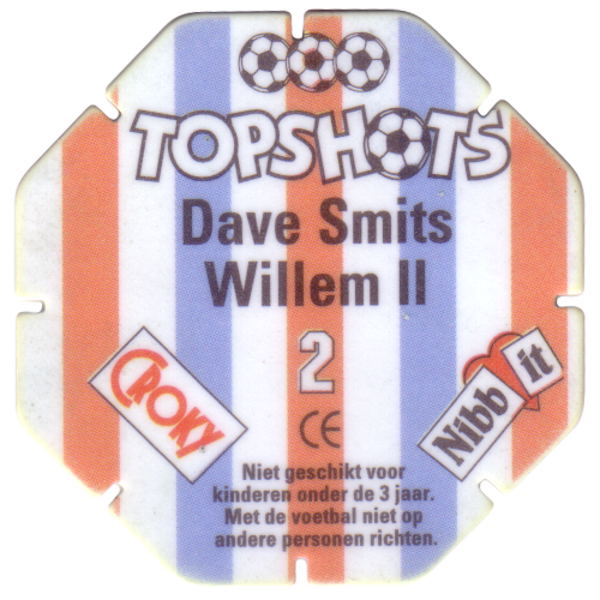 TOPSHOTS
Dave Smits
Willem II
2
CROKY
Nibb it
CE
Niet geschikt voor
kinderen onder de 3 jaar.
Met de voetbal niet op
andere personen richten.